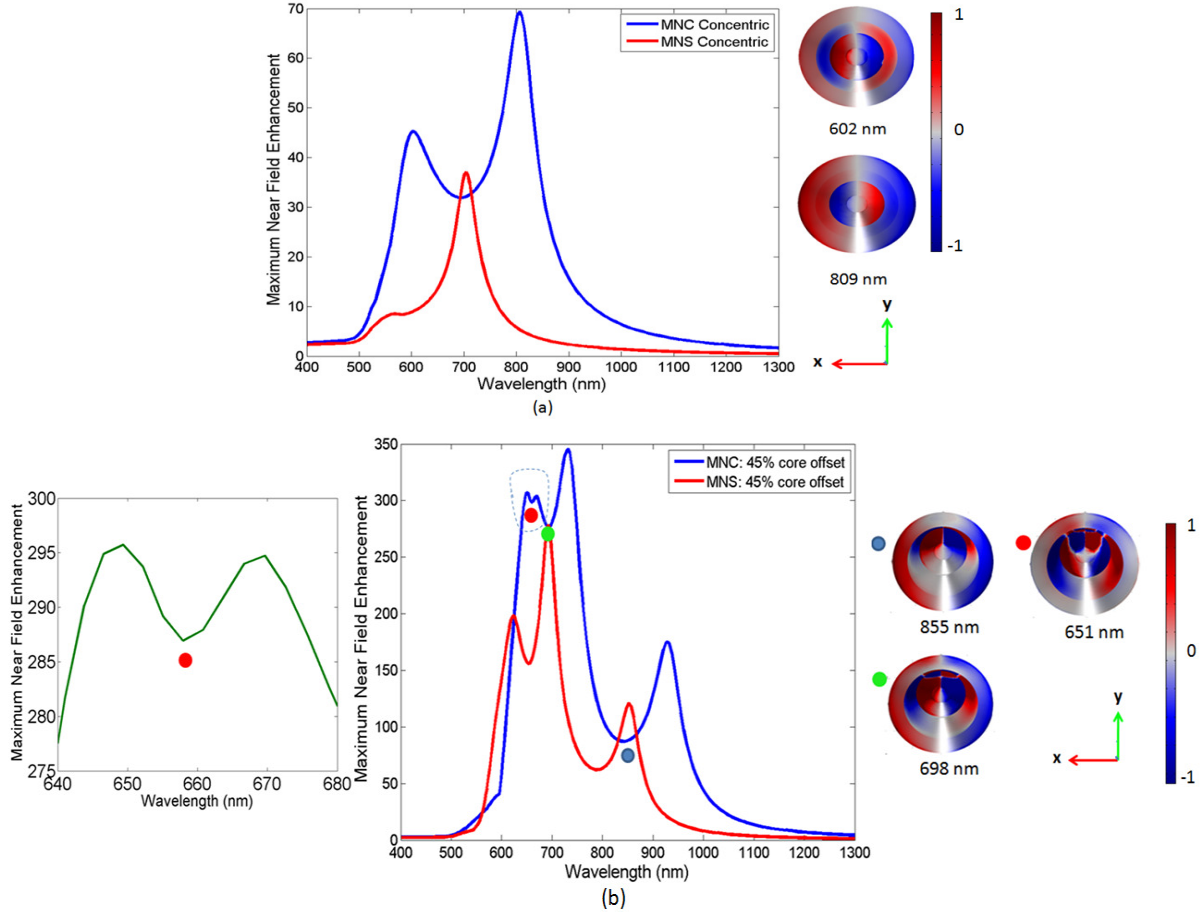 70
60
50
40
30
20
10
0
Maximum Near Field Enhancement
MNC Concentric
MNS Concentric
400 500 600 700 800 900 1000 1100 1200 1300
Wavelength (nm)
(a)
602 nm
809 nm
1
0
-1
y
x
300
295
290
285
280
275
Maximum Near Field Enhancement
640 650 660 670 680
Wavelength (nm)
350
300
250
200
150
100
50
0
Maximum Near Field Enhancement
MNC: 45% core offset
MNS: 45% core offset
400 500 600 700 800 900 1000 1100 1200 1300
Wavelength (nm)
(b)
855 nm
651 nm
698 nm
1
0
-1
y
x